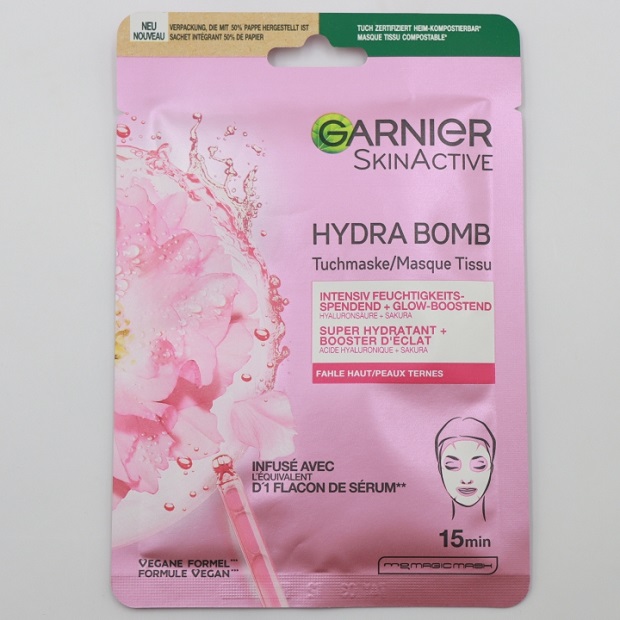 NEU
NOUVEAU
VERPACKUNG, DIE MIT 50% PAPPE HERGESTELLT IST
SACHET INTÉGRANT 50% DE PAPIER
TUCH ZERTIFIZIERT HEIM-KOMPOSTIERBAR*
MASQUE TISSU COMPOSTABLE*
GARNIER
SKINACTIVE
HYDRA BOMB
Tuchmaske/Masque Tissu
INTENSIV FEUCHTIGKEITS-
SPENDEND + GLOW-BOOSTEND
HYALURONSÄURE + SAKURA
SUPER HYDRATANT +
BOOSTER D'ÉCLAT
ACIDE HYALURONIQUE + SAKURA
FAHLE HAUT/PEAUX TERNES
INFUSÉ AVEC
L'ÉQUIVALENT
D'1 FLACON DE SÉRUM**
15min
VEGANE FORMEL***
FORMULE VEGAN***
MAGIC MASK